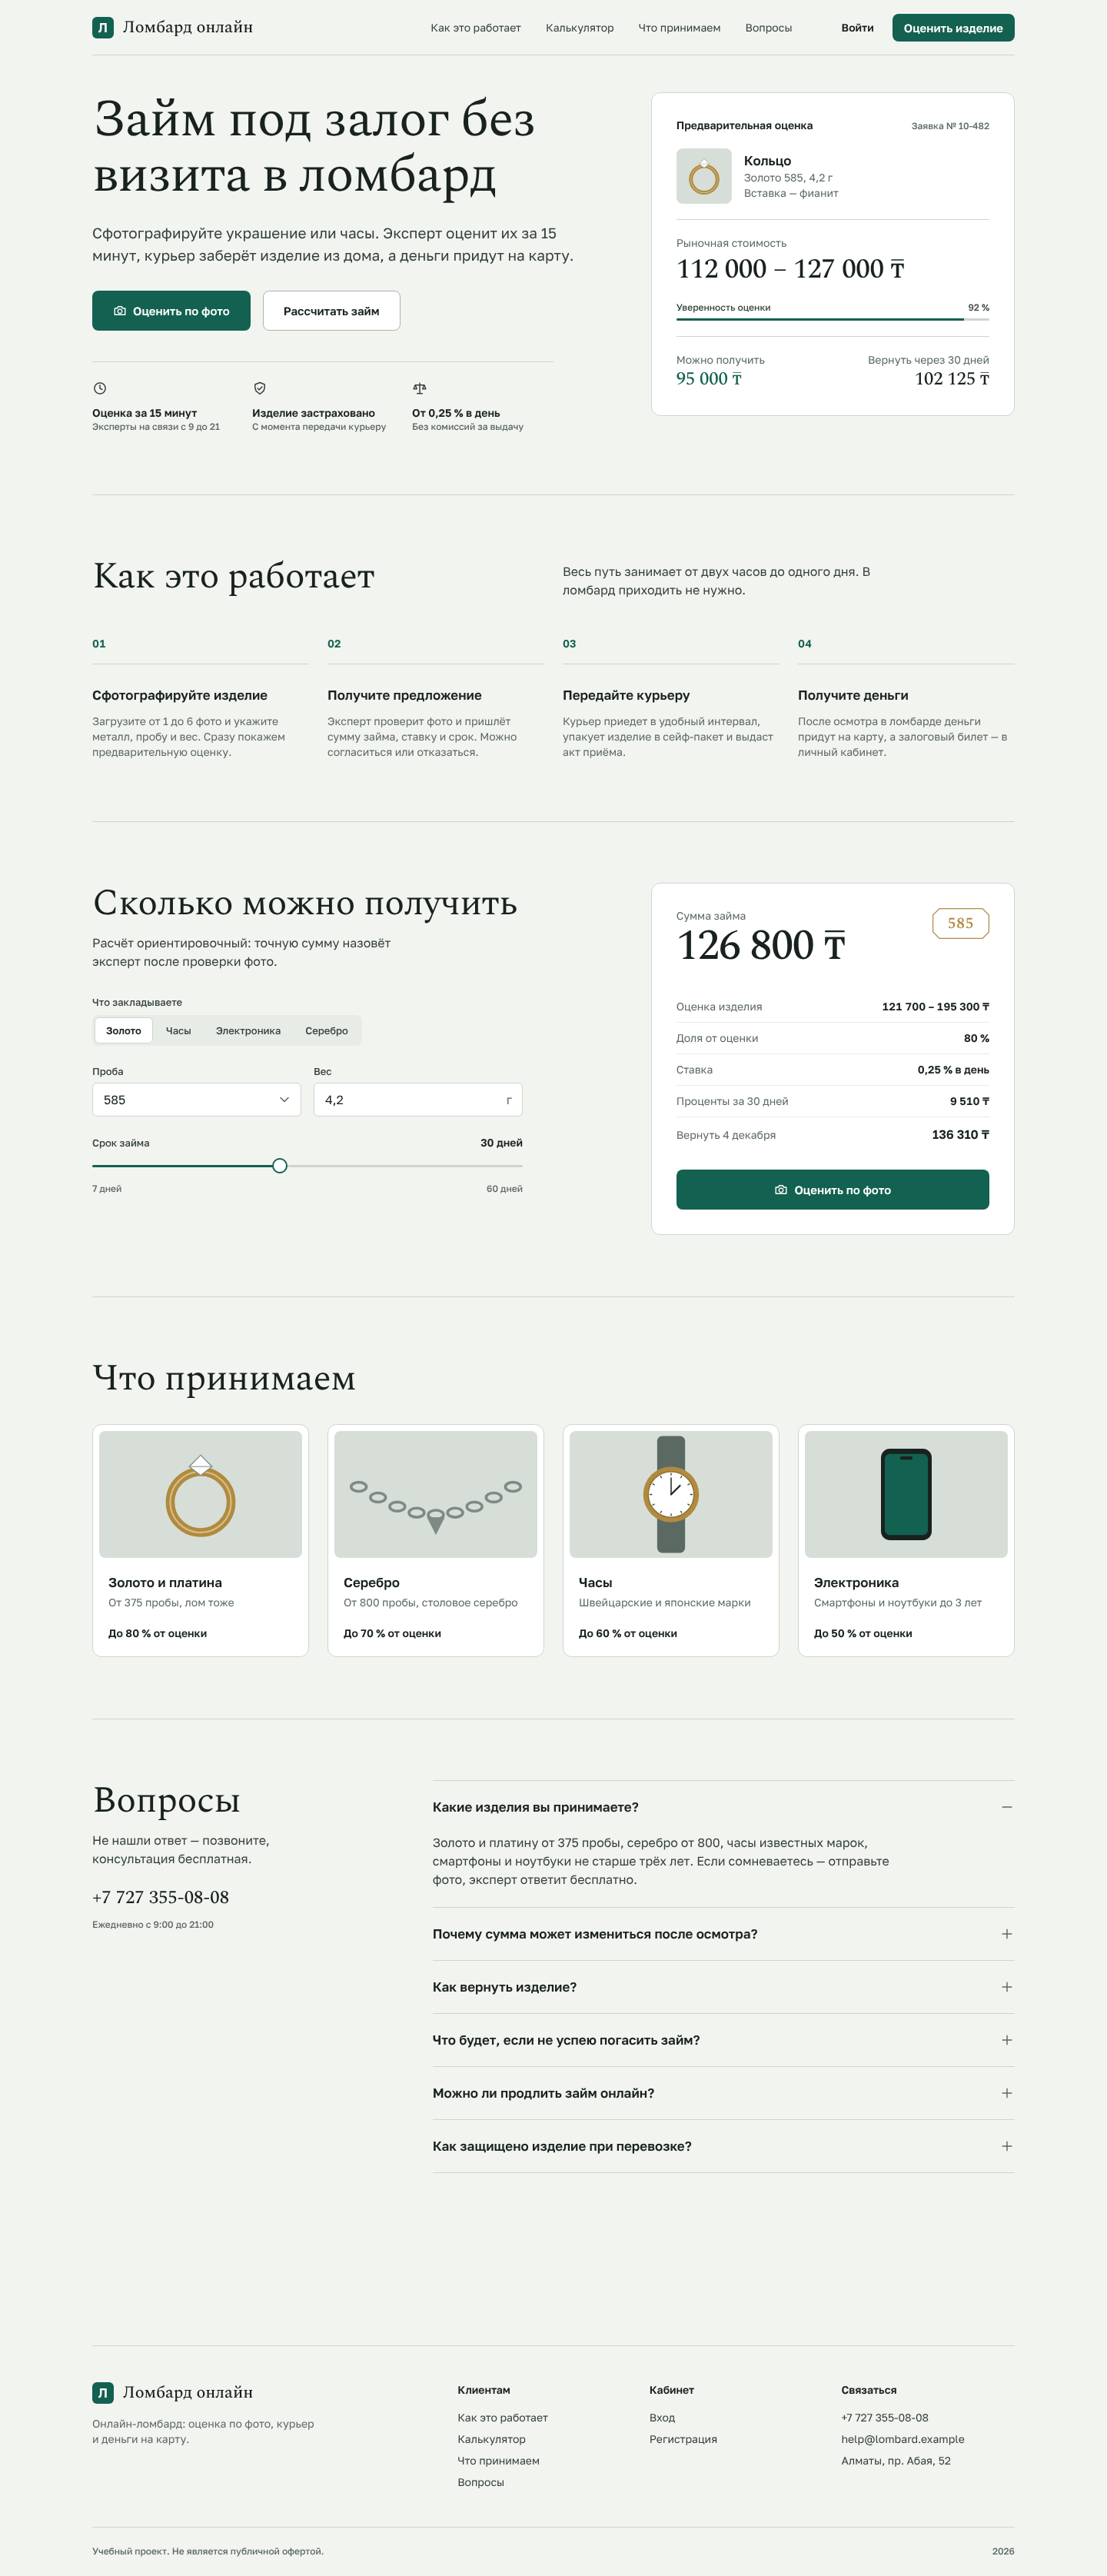 Л Ломбард онлайн
Как это работает Калькулятор Что принимаем Вопросы Войти Оценить изделие
Займ под залог без
визита в ломбард
Сфотографируйте украшение или часы. Эксперт оценит их за 15
минут, курьер заберёт изделие из дома, а деньги придут на карту.
Оценить по фото Рассчитать займ
Оценка за 15 минут
Эксперты на связи с 9 до 21
Изделие застраховано
С момента передачи курьеру
От 0,25 % в день
Без комиссий за выдачу
Предварительная оценка Заявка № 10-482
Кольцо
Золото 585, 4,2 г
Вставка — фианит
Рыночная стоимость
112 000 – 127 000 ₸
Уверенность оценки 92 %
Можно получить Вернуть через 30 дней
95 000 ₸ 102 125 ₸
Как это работает
Весь путь занимает от двух часов до одного дня. В
ломбард приходить не нужно.
01
Сфотографируйте изделие
Загрузите от 1 до 6 фото и укажите
металл, пробу и вес. Сразу покажем
предварительную оценку.
02
Получите предложение
Эксперт проверит фото и пришлёт
сумму займа, ставку и срок. Можно
согласиться или отказаться.
03
Передайте курьеру
Курьер приедет в удобный интервал,
упакует изделие в сейф-пакет и выдаст
акт приёма.
04
Получите деньги
После осмотра в ломбарде деньги
придут на карту, а залоговый билет — в
личный кабинет.
Сколько можно получить
Расчёт ориентировочный: точную сумму назовёт
эксперт после проверки фото.
Что закладываете
Золото Часы Электроника Серебро
Проба Вес
585 4,2 г
Срок займа 30 дней
7 дней 60 дней
Сумма займа
126 800 ₸
585
Оценка изделия 121 700 – 195 300 ₸
Доля от оценки 80 %
Ставка 0,25 % в день
Проценты за 30 дней 9 510 ₸
Вернуть 4 декабря 136 310 ₸
Оценить по фото
Что принимаем
Золото и платина
От 375 пробы, лом тоже
До 80 % от оценки
Серебро
От 800 пробы, столовое серебро
До 70 % от оценки
Часы
Швейцарские и японские марки
До 60 % от оценки
Электроника
Смартфоны и ноутбуки до 3 лет
До 50 % от оценки
Вопросы
Не нашли ответ — позвоните,
консультация бесплатная.
+7 727 355-08-08
Ежедневно с 9:00 до 21:00
Какие изделия вы принимаете?
Золото и платину от 375 пробы, серебро от 800, часы известных марок,
смартфоны и ноутбуки не старше трёх лет. Если сомневаетесь — отправьте
фото, эксперт ответит бесплатно.
Почему сумма может измениться после осмотра?
Как вернуть изделие?
Что будет, если не успею погасить займ?
Можно ли продлить займ онлайн?
Как защищено изделие при перевозке?
Л Ломбард онлайн
Онлайн-ломбард: оценка по фото, курьер
и деньги на карту.
Клиентам
Как это работает
Калькулятор
Что принимаем
Вопросы
Кабинет
Вход
Регистрация
Связаться
+7 727 355-08-08
help@lombard.example
Алматы, пр. Абая, 52
Учебный проект. Не является публичной офертой. 2026